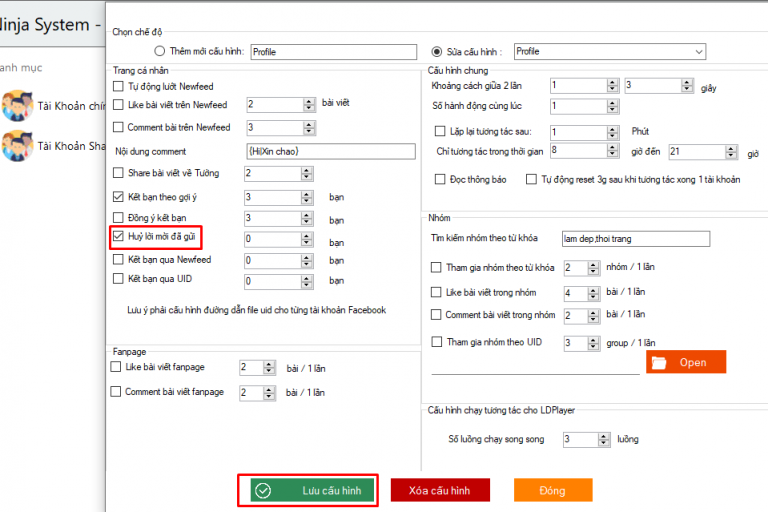 Ninja System -
anh mục
Tài Khoản chín
Tài Khoản Sha
Chọn chế độ
Thêm mới cấu hình: Profile
Sửa cấu hình : Profile
Trang cá nhân
Tự động lướt Newfeed
Like bài viết trên Newfeed 2 bài viết
Comment bài trên Newfeed 3
Nội dung comment {Hi|Xin chao}
Share bài viết về Tường 2
Kết bạn theo gợi ý 3 bạn
Đồng ý kết bạn 3 bạn
Huỷ lời mời đã gửi 0 bạn
Kết bạn qua Newfeed 0 bạn
Kết bạn qua UID 0 bạn
Lưu ý phải cấu hình đường dẫn file uid cho từng tài khoản Facebook
Fanpage
Like bài viết fanpage 2 bài / 1 lần
Comment bài viết fanpage 2 bài / 1 lần
Cấu hình chung
Khoảng cách giữa 2 lần 1 3 giây
Số hành động cùng lúc 1
Lặp lại tương tác sau: 1 Phút
Chỉ tương tác trong thời gian 8 giờ đến 21 giờ
Đọc thông báo Tự động reset 3g sau khi tương tác xong 1 tài khoản
Nhóm
Tìm kiếm nhóm theo từ khóa lam dep,thoi trang
Tham gia nhóm theo từ khóa 2 nhóm / 1 lần
Like bài viết trong nhóm 4 bài / 1 lần
Comment bài viết trong nhóm 2 bài / 1 lần
Tham gia nhóm theo UID 3 group / 1 lần
Open
Cấu hình chạy tương tác cho LDPlayer
Số luồng chạy song song 3 luồng
Lưu cấu hình
Xóa cấu hình
Đóng